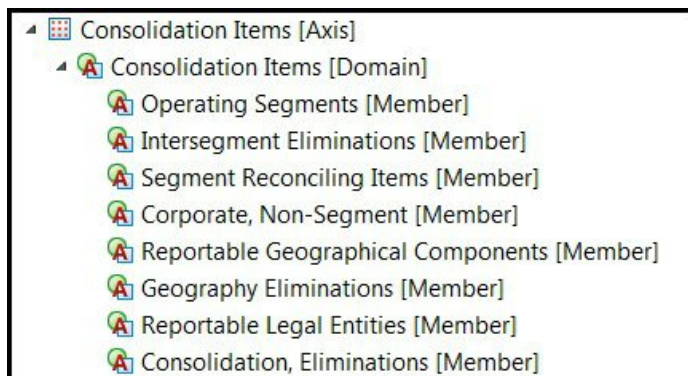 Consolidation Items [Axis]
Consolidation Items [Domain]
Operating Segments [Member]
Intersegment Eliminations [Member]
Segment Reconciling Items [Member]
Corporate, Non-Segment [Member]
Reportable Geographical Components [Member]
Geography Eliminations [Member]
Reportable Legal Entities [Member]
Consolidation, Eliminations [Member]